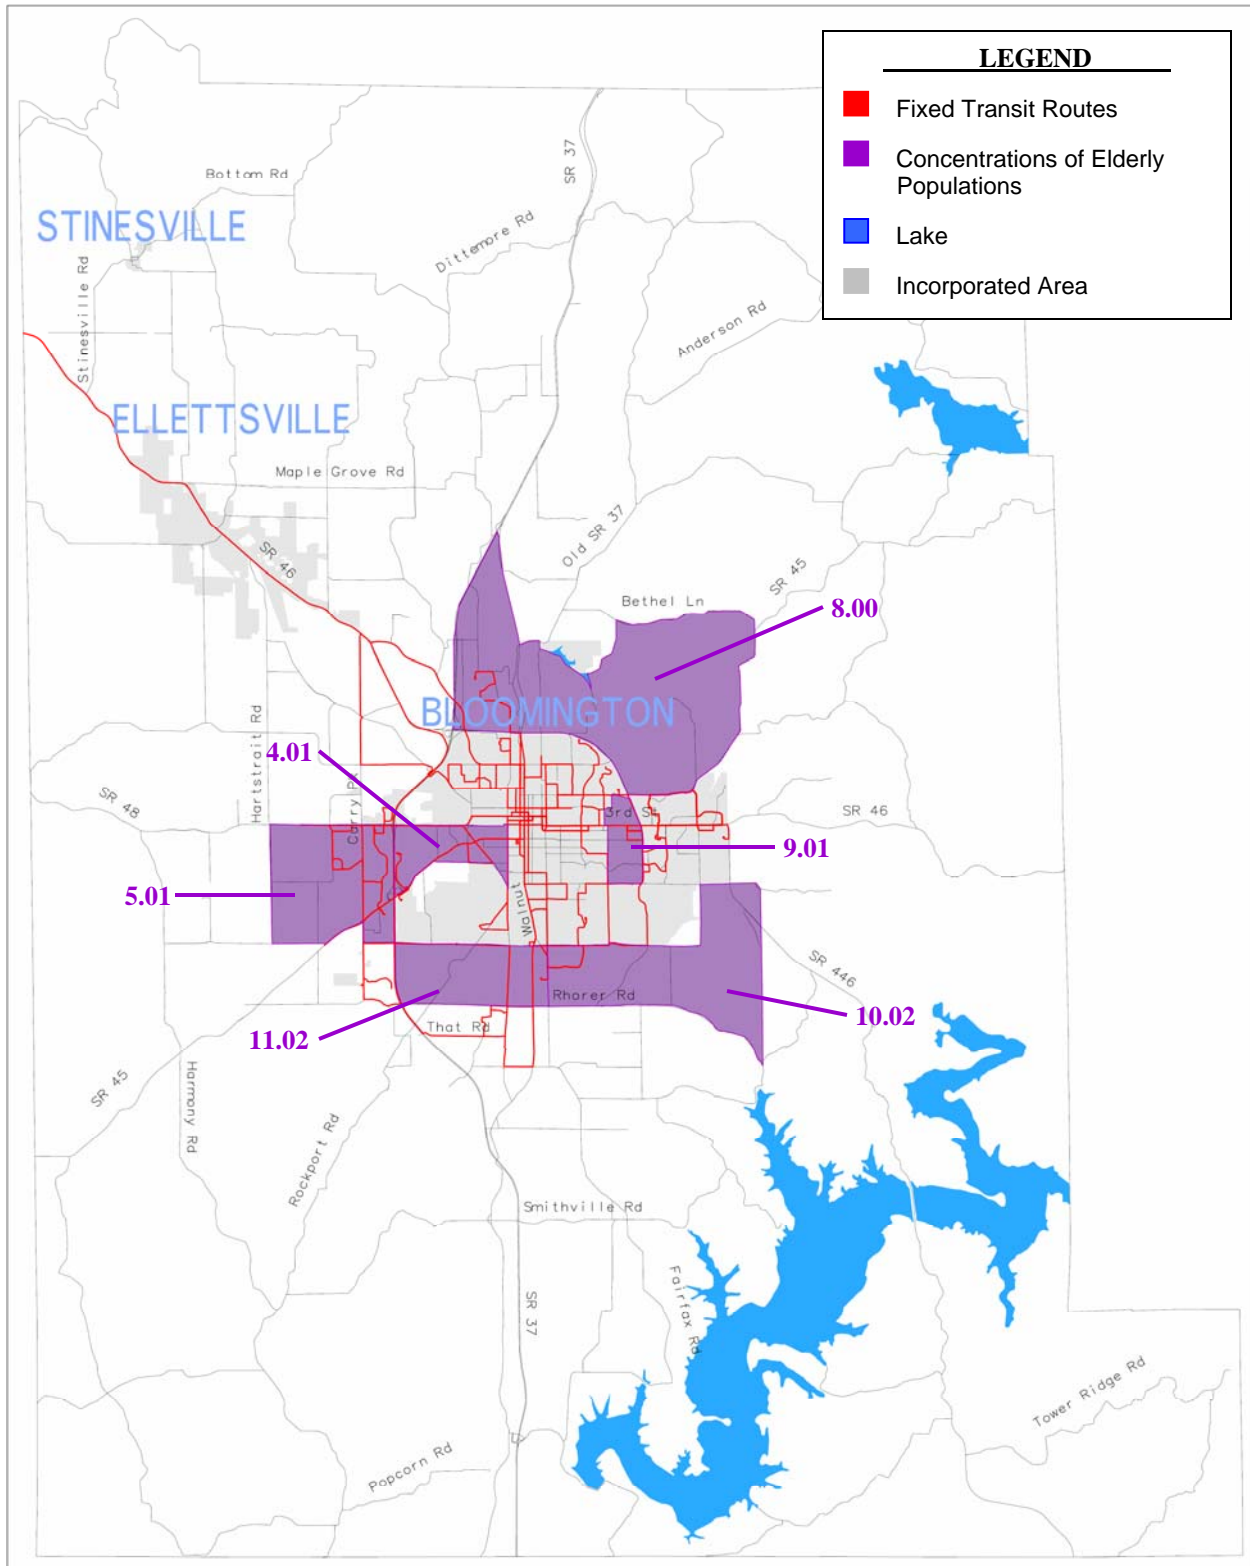 LEGEND
Fixed Transit Routes
Concentrations of Elderly
Populations
Lake
Incorporated Area
SR 37
Bottom Rd
STINESVILLE
Dittemore Rd
Stinesville Rd
Anderson Rd
ELLETTSVILLE
Maple Grove Rd
Old SR 37
SR 46
SR 45
Bethel Ln
8.00
BLOOMINGTON
Hartstrait Rd
4.01
Curry Pk
SR 48
3rd St
SR 46
9.01
5.01
Walnut
SR 446
Rhorer Rd
10.02
11.02
That Rd
SR 45
Harmony Rd
Rockport Rd
Smithville Rd
Fairfax Rd
SR 37
Tower Ridge Rd
Popcorn Rd